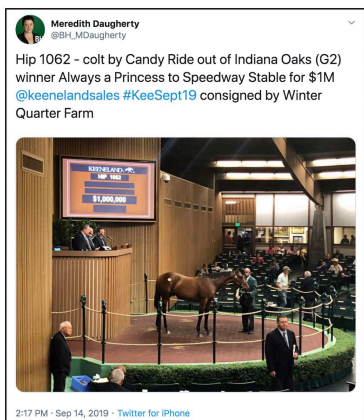 Meredith Daugherty
@BH_MDaugherty
Hip 1062 - colt by Candy Ride out of Indiana Oaks (G2)
winner Always a Princess to Speedway Stable for $1M
@keenelandsales #KeeSept19 consigned by Winter
Quarter Farm
KEENELAND
HIP 1062
$1,000,000
2:17 PM · Sep 14, 2019 · Twitter for iPhone